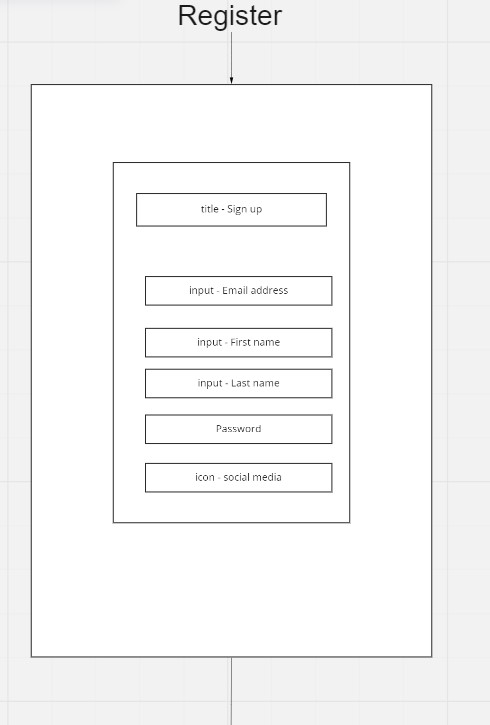 Register
title - Sign up
input - Email address
input - First name
input - Last name
Password
icon - social media